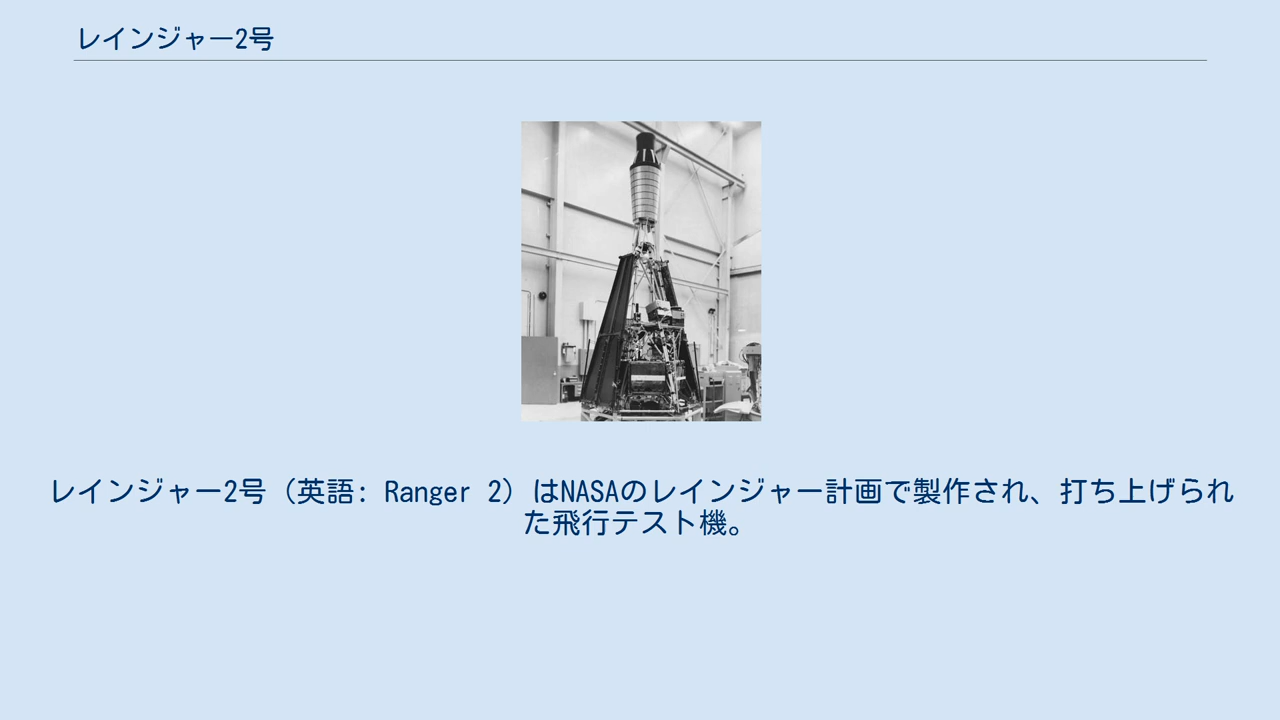 レインジャー2号
レインジャー2号（英語: Ranger 2）はNASAのレインジャー計画で製作され、打ち上げられ
た飛行テスト機。